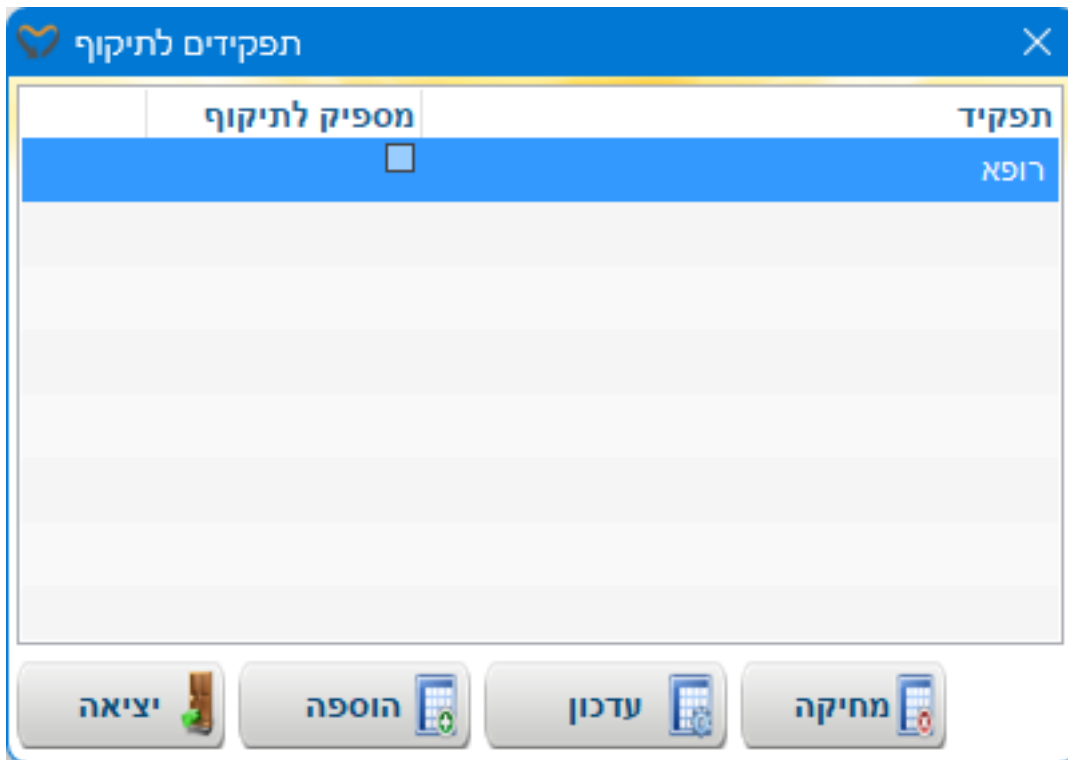 תפקידים לתיקוף
תפקיד מספיק לתיקוף
רופא
מחיקה עדכון הוספה יציאה